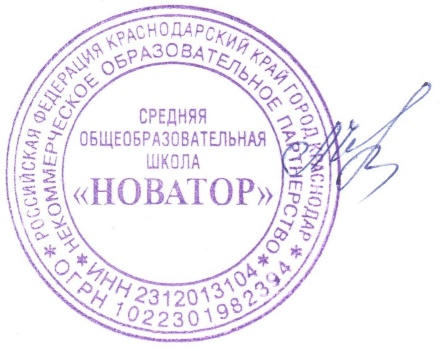 РОССИЙСКАЯ ФЕДЕРАЦИЯ КРАСНОДАРСКИЙ КРАЙ ГОРОД КРАСНОДАР
* НЕКОММЕРЧЕСКОЕ ОБРАЗОВАТЕЛЬНОЕ ПАРТНЕРСТВО *
СРЕДНЯЯ
ОБЩЕОБРАЗОВАТЕЛЬНАЯ
ШКОЛА
«НОВАТОР»
ИНН 2312013104
* ОГРН 1022301982394 *